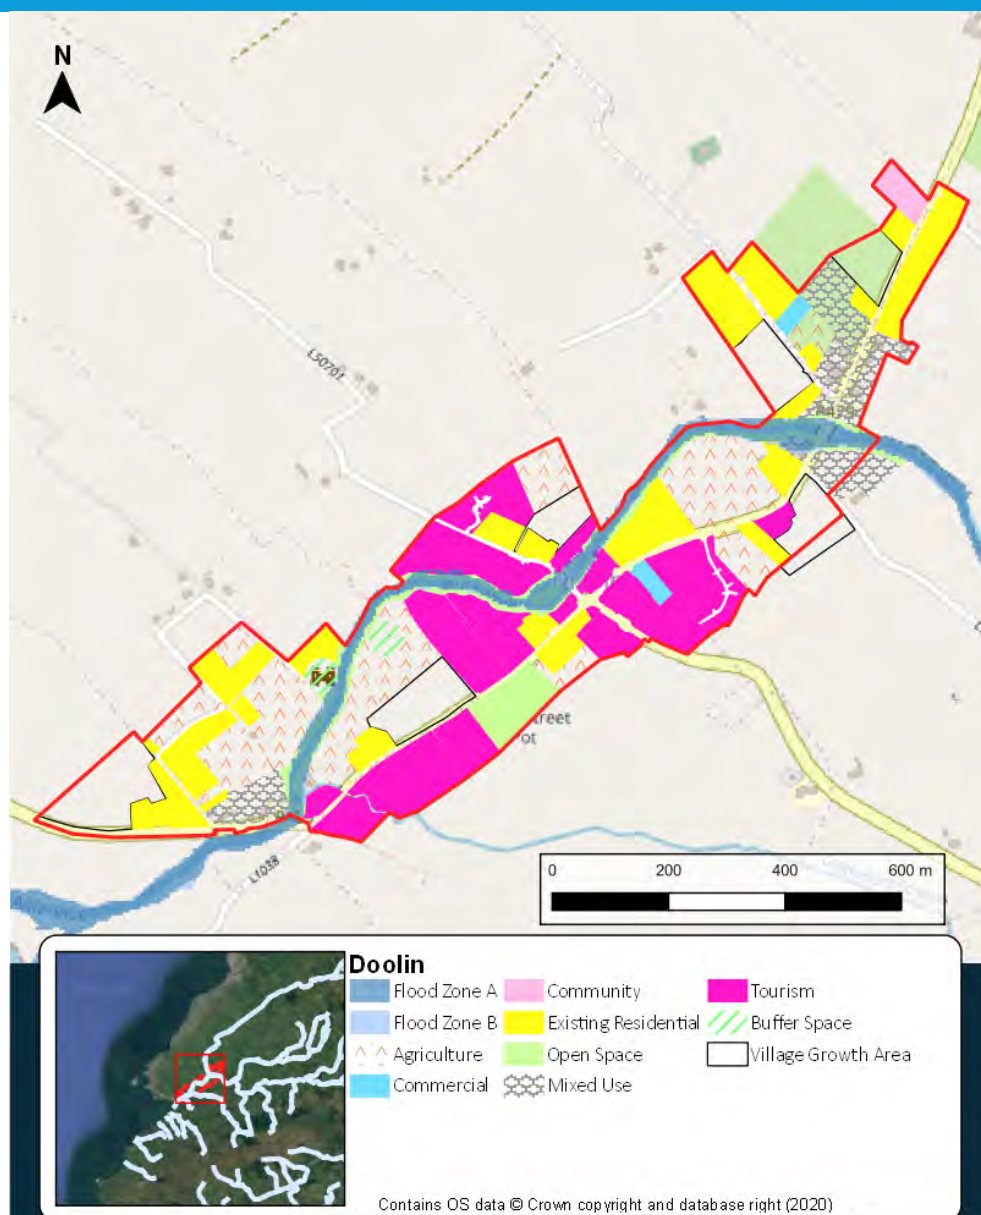 N
L50701
R479
treet
ot
L1038
0 200 400 600 m
Doolin
Flood Zone A
Community
Tourism
Flood Zone B
Existing Residential
Buffer Space
Agriculture
Open Space
Village Growth Area
Commercial
Mixed Use
Contains OS data © Crown copyright and database right (2020)